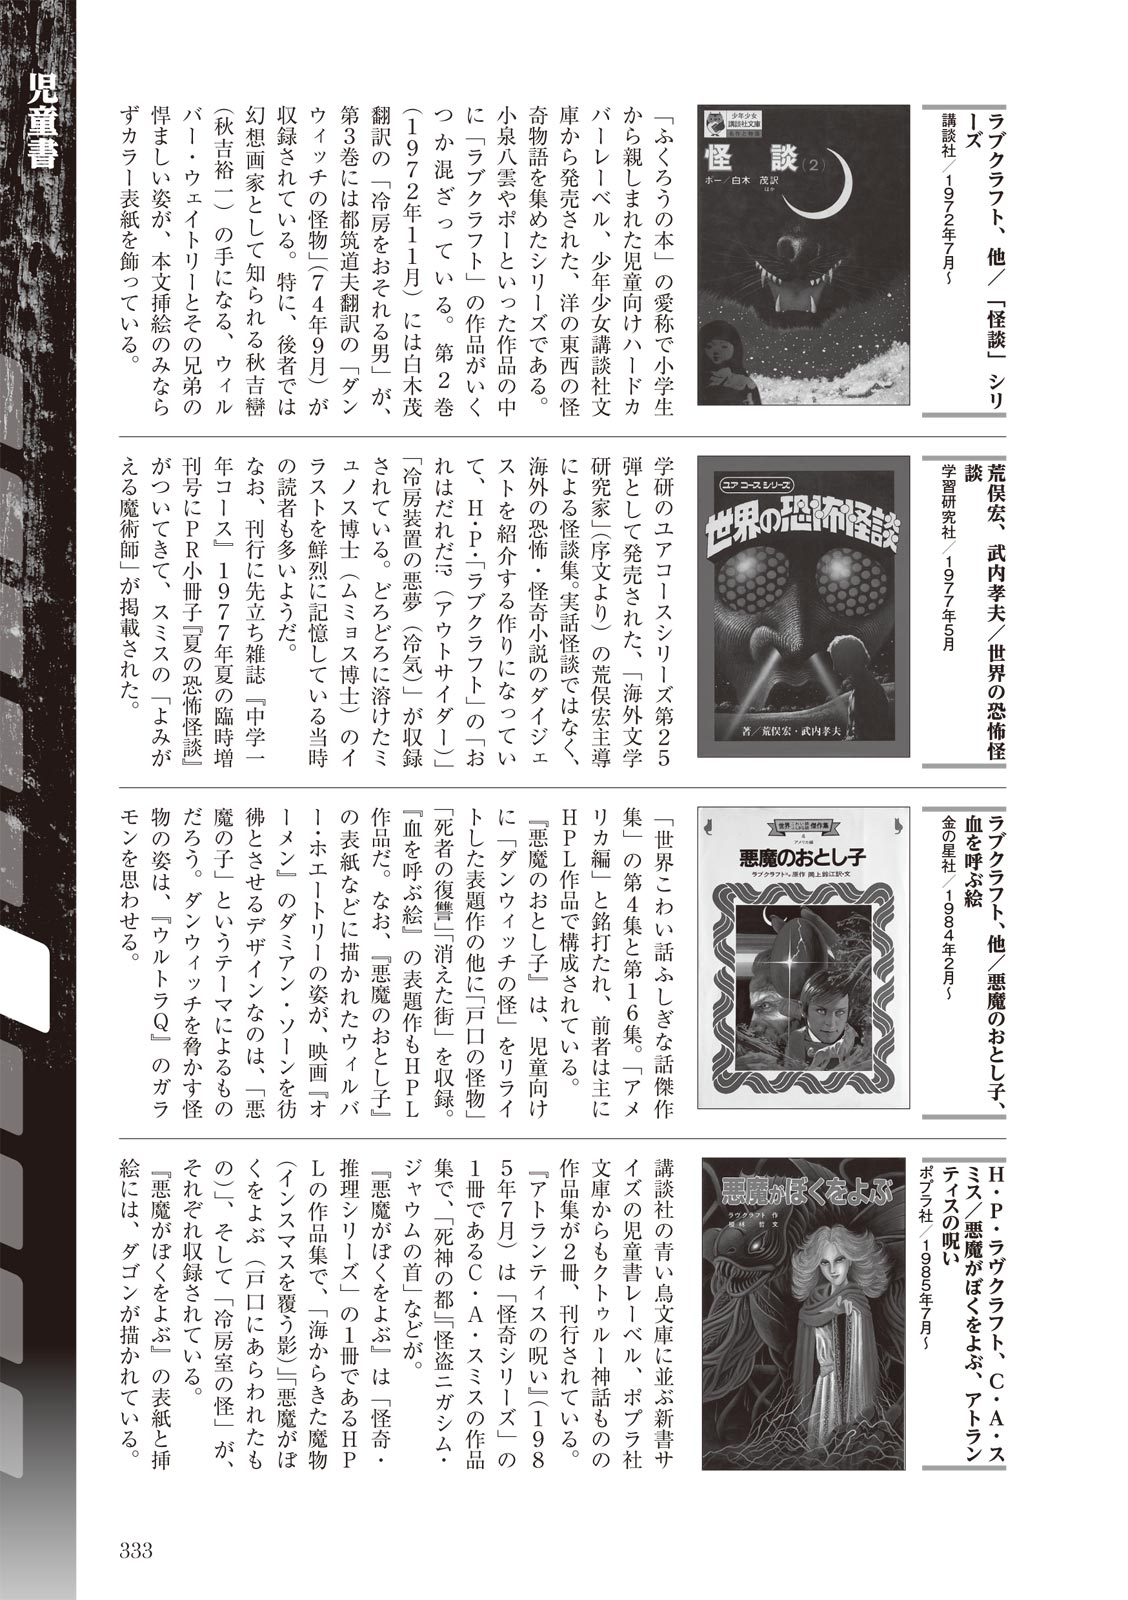 児童書
ラブクラフト、他／「怪談」シリ
ーズ
講談社／1972年7月〜
少年少女
講談社文庫
名作と物語
怪談(2)
ポー／白木 茂訳
ほか
「ふくろうの本」の愛称で小学生
から親しまれた児童向けハードカ
バーレーベル、少年少女講談社文
庫から発売された、洋の東西の怪
奇物語を集めたシリーズである。
小泉八雲やポーといった作品の中
に「ラブクラフト」の作品がいく
つか混ざっている。第2巻
（1972年11月）には白木茂
翻訳の「冷房をおそれる男」が、
第3巻には都筑道夫翻訳の「ダン
ウィッチの怪物」（74年9月）が
収録されている。特に、後者では
幻想画家として知られる秋吉巒
（秋吉裕一）の手になる、ウィル
バー・ウェイトリーとその兄弟の
悍ましい姿が、本文挿絵のみなら
ずカラー表紙を飾っている。
荒俣宏、武内孝夫／世界の恐怖怪
談
学習研究社／1977年5月
ユアコースシリーズ
世界の恐怖怪談
著／荒俣宏・武内孝夫
学研のユアコースシリーズ第25
弾として発売された、「海外文学
研究家」（序文より）の荒俣宏主導
による怪談集。実話怪談ではなく、
海外の恐怖・怪奇小説のダイジェ
ストを紹介する作りになってい
て、H・P・「ラブクラフト」の「お
れはだれだ!?（アウトサイダー）」
「冷房装置の悪夢（冷気）」が収録
されている。どろどろに溶けたミ
ュノス博士（ムニョス博士）のイ
ラストを鮮烈に記憶している当時
の読者も多いようだ。
なお、刊行に先立ち雑誌『中学一
年コース』1977年夏の臨時増
刊号にPR小冊子『夏の恐怖怪談』
がついてきて、スミスの「よみが
える魔術師」が掲載された。
ラブクラフト、他／悪魔のおとし子、
血を呼ぶ絵
金の星社／1984年2月〜
世界こわい話ふしぎな話傑作集
4
アメリカ編
悪魔のおとし子
ラブクラフト他原作 岡上鈴江訳・文
「世界こわい話ふしぎな話傑作
集」の第4集と第16集。「アメ
リカ編」と銘打たれ、前者は主に
HPL作品で構成されている。
『悪魔のおとし子』は、児童向け
に「ダンウィッチの怪」をリライ
トした表題作の他に「戸口の怪物」
「死者の復讐」「消えた街」を収録。
『血を呼ぶ絵』の表題作もHPL
作品だ。なお、『悪魔のおとし子』
の表紙などに描かれたウィルバ
ー・ホエートリーの姿が、映画『オ
ーメン』のダミアン・ソーンを彷
彿とさせるデザインなのは、「悪
魔の子」というテーマによるもの
だろう。ダンウィッチを脅かす怪
物の姿は、『ウルトラQ』のガラ
モンを思わせる。
H・P・ラヴクラフト、C・A・ス
ミス／悪魔がぼくをよぶ、アトラン
ティスの呪い
ポプラ社／1985年7月〜
悪魔がぼくをよぶ
ラヴクラフト 作
榎林 哲 文
講談社の青い鳥文庫に並ぶ新書サ
イズの児童書レーベル、ポプラ社
文庫からもクトゥルー神話ものの
作品集が2冊、刊行されている。
『アトランティスの呪い』（198
5年7月）は「怪奇シリーズ」の
1冊であるC・A・スミスの作品
集で、「死神の都」「怪盗ニガシム・
ジャウムの首」などが。
『悪魔がぼくをよぶ』は「怪奇・
推理シリーズ」の1冊であるHP
Lの作品集で、「海からきた魔物
（インスマスを覆う影）」「悪魔がぼ
くをよぶ（戸口にあらわれたも
の）」、そして「冷房室の怪」が、
それぞれ収録されている。
『悪魔がぼくをよぶ』の表紙と挿
絵には、ダゴンが描かれている。
333